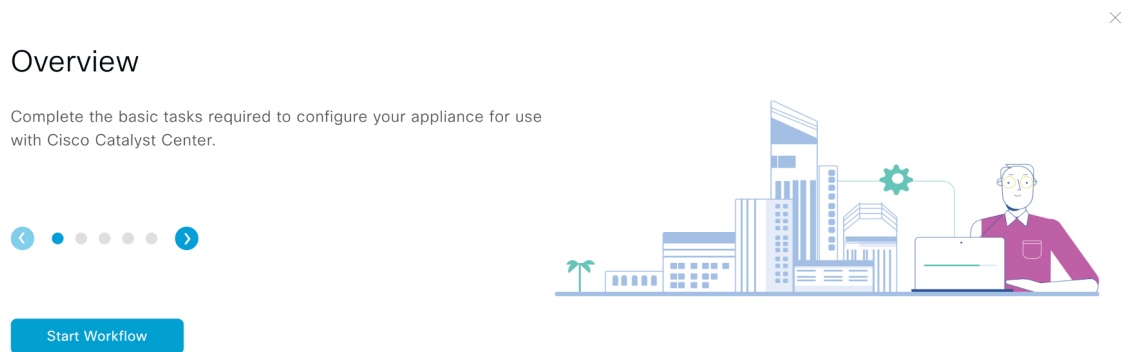 Overview
Complete the basic tasks required to configure your appliance for use
with Cisco Catalyst Center.
Start Workflow